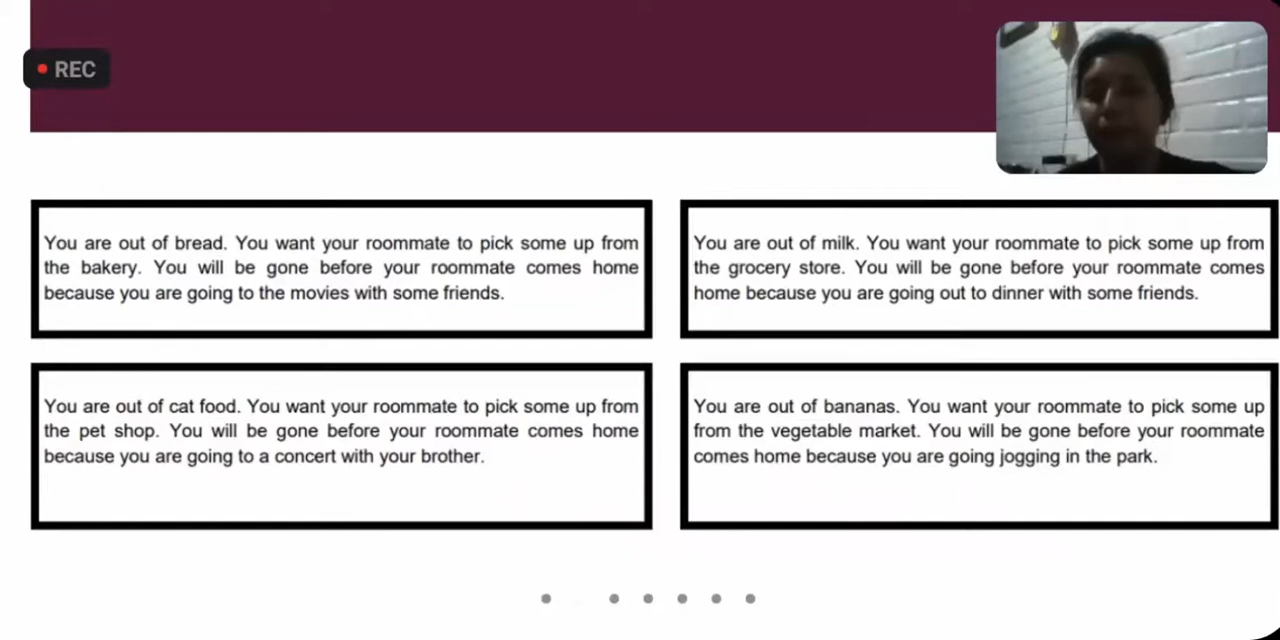 REC
You are out of bread. You want your roommate to pick some up from
the bakery. You will be gone before your roommate comes home
because you are going to the movies with some friends.
You are out of milk. You want your roommate to pick some up from
the grocery store. You will be gone before your roommate comes
home because you are going out to dinner with some friends.
You are out of cat food. You want your roommate to pick some up from
the pet shop. You will be gone before your roommate comes home
because you are going to a concert with your brother.
You are out of bananas. You want your roommate to pick some up
from the vegetable market. You will be gone before your roommate
comes home because you are going jogging in the park.